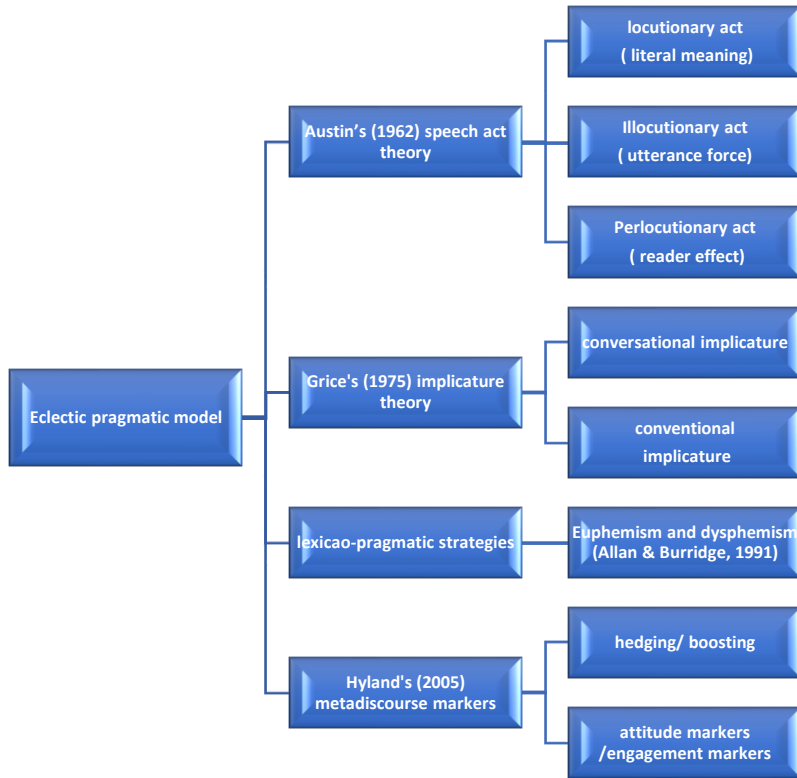 Eclectic pragmatic model
Austin's (1962) speech act
theory
locutionary act
( literal meaning)
Illocutionary act
( utterance force)
Perlocutionary act
( reader effect)
Grice's (1975) implicature
theory
conversational implicature
conventional
implicature
lexicao-pragmatic strategies
Euphemism and dysphemism
(Allan & Burridge, 1991)
Hyland's (2005)
metadiscourse markers
hedging/ boosting
attitude markers
/engagement markers